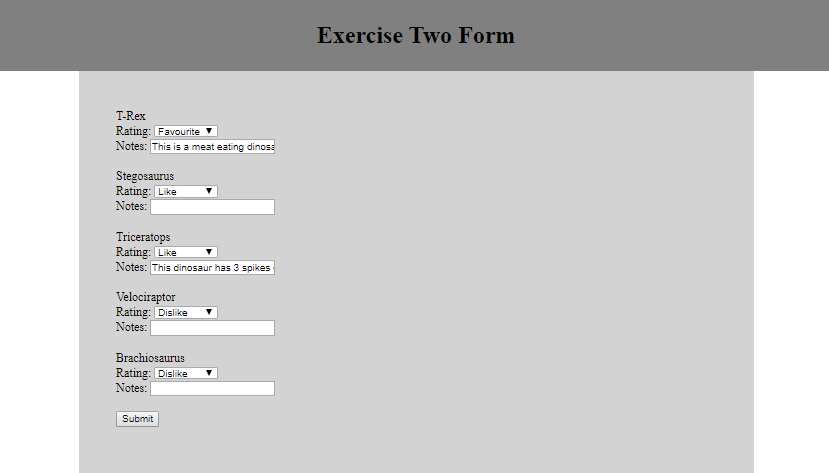 Exercise Two Form
T-Rex
Rating: Favourite ▼
Notes: This is a meat eating
Stegosaurus
Rating: Like ▼
Notes:
Triceratops
Rating: Like ▼
Notes: This dinosaur has 3 spikes
Velociraptor
Rating: Dislike ▼
Notes:
Brachiosaurus
Rating: Dislike ▼
Notes:
Submit